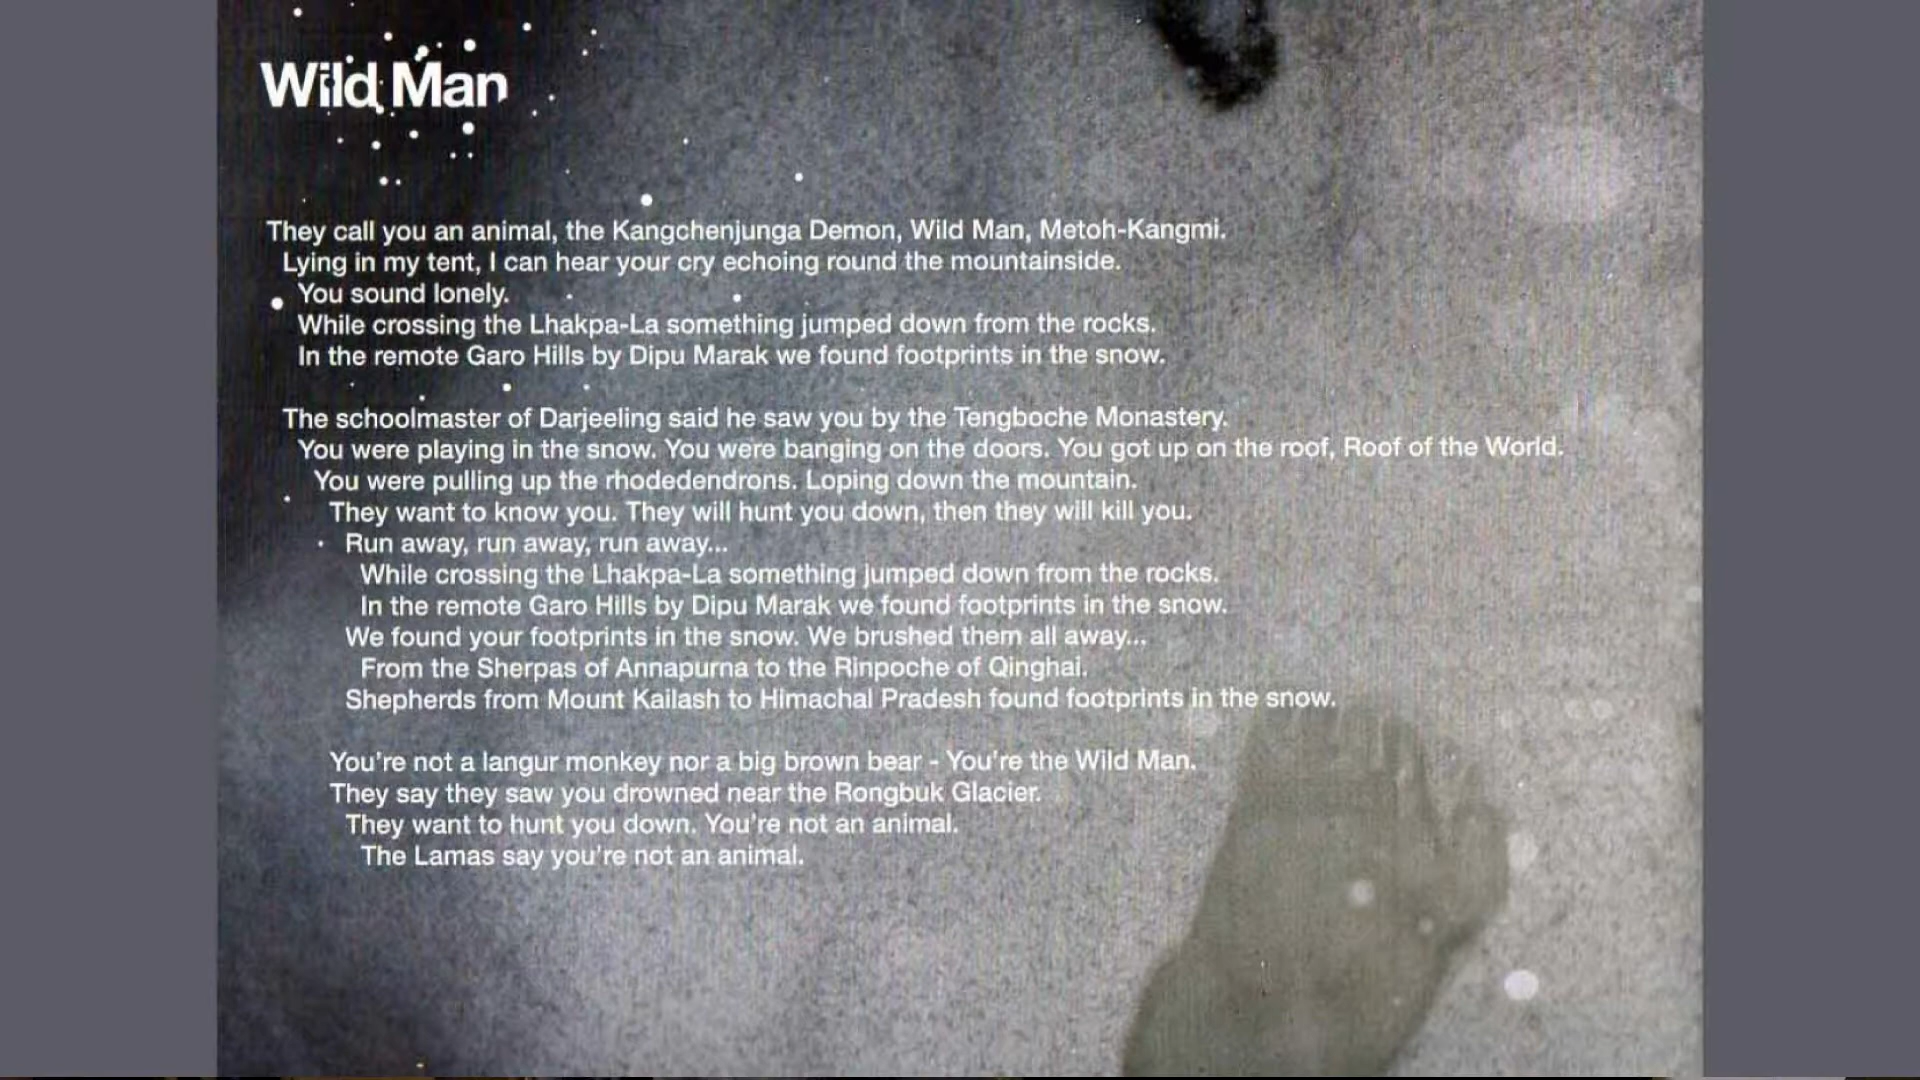 Wild Man
They call you an animal, the Kangchenjunga Demon, Wild Man, Metoh-Kangmi.
Lying in my tent, I can hear your cry echoing round the mountainside.
You sound lonely.
While crossing the Lhakpa-La something jumped down from the rocks.
In the remote Garo Hills by Dipu Marak we found footprints in the snow.
The schoolmaster of Darjeeling said he saw you by the Tengboche Monastery.
You were playing in the snow. You were banging on the doors. You got up on the roof, Roof of the World.
You were pulling up the rhodedendrons. Loping down the mountain.
They want to know you. They will hunt you down, then they will kill you.
Run away, run away, run away...
While crossing the Lhakpa-La something jumped down from the rocks.
In the remote Garo Hills by Dipu Marak we found footprints in the snow.
We found your footprints in the snow. We brushed them all away...
From the Sherpas of Annapurna to the Rinpoche of Qinghai.
Shepherds from Mount Kailash to Himachal Pradesh found footprints in the snow.
You're not a langur monkey nor a big brown bear - You're the Wild Man.
They say they saw you drowned near the Rongbuk Glacier.
They want to hunt you down. You're not an animal.
The Lamas say you're not an animal.